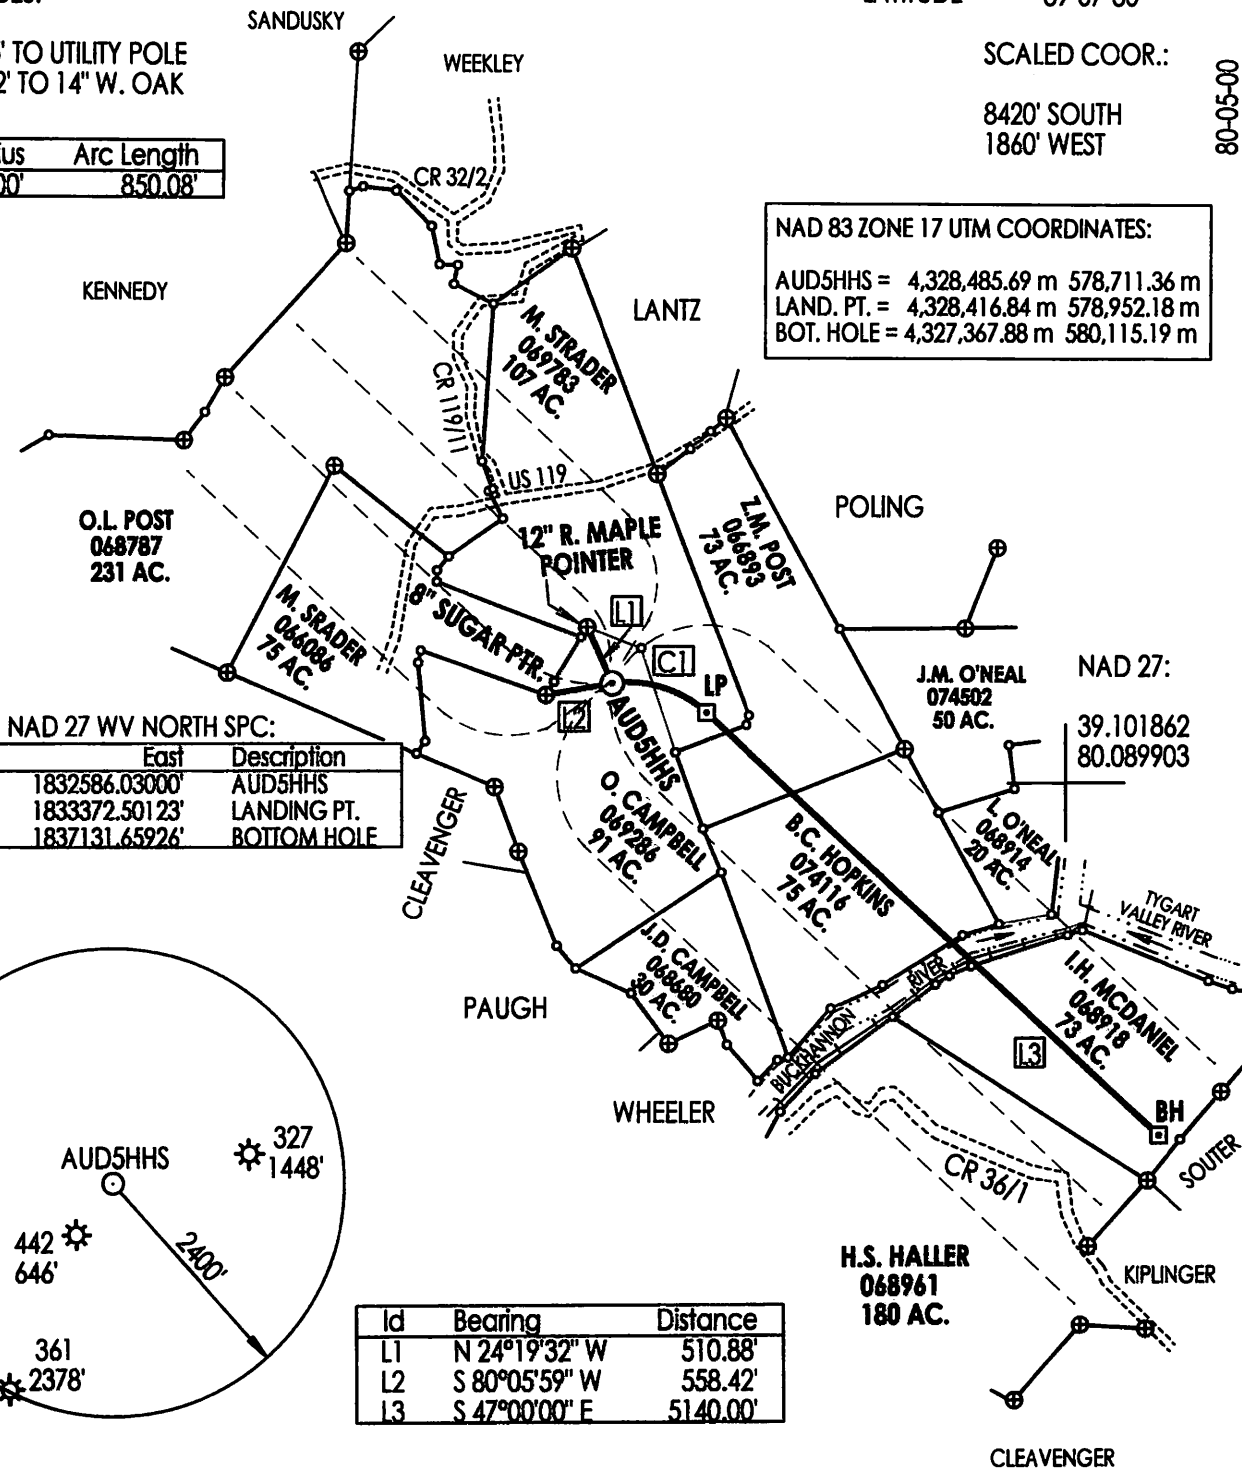 SANDUSKY
' TO UTILITY POLE
2' TO 14" W. OAK
WEEKLEY
SCALED COOR.:
8420' SOUTH
1860' WEST
80-05-00
us Arc Length
00' 850.08'
CR 32/2
NAD 83 ZONE 17 UTM COORDINATES:
AUD5HHS = 4,328,485.69 m 578,711.36 m
LAND. PT. = 4,328,416.84 m 578,952.18 m
BOT. HOLE = 4,327,367.88 m 580,115.19 m
KENNEDY
LANTZ
M. STRADER
069783
107 AC.
CR 119/11
US 119
O.L. POST
068787
231 AC.
12" R. MAPLE
POINTER
Z.M. POST
066893
73 AC.
POLING
M. SRADER
066086
75 AC.
8" SUGAR PTR.
L1
C1
LP
L2
AUD5HHS
J.M. O'NEAL
074502
50 AC.
NAD 27:
39.101862
80.089903
NAD 27 WV NORTH SPC:
East Description
1832586.03000' AUD5HHS
1833372.50123' LANDING PT.
1837131.65926' BOTTOM HOLE
CLEAVENGER
O. CAMPBELL
069286
91 AC.
B.C. HOPKINS
074116
75 AC.
L. O'NEAL
068914
20 AC.
TYGART
VALLEY RIVER
J.D. CAMPBELL
068680
30 AC.
PAUGH
BUCKHANNON
RIVER
I.H. MCDANIEL
068918
73 AC.
L3
WHEELER
BH
SOUTER
CR 36/1
AUD5HHS
327
1448'
442
646'
2400'
361
2378'
H.S. HALLER
068961
180 AC.
KIPLINGER
Id Bearing Distance
L1 N 24°19'32" W 510.88'
L2 S 80°05'59" W 558.42'
L3 S 47°00'00" E 5140.00'
CLEAVENGER